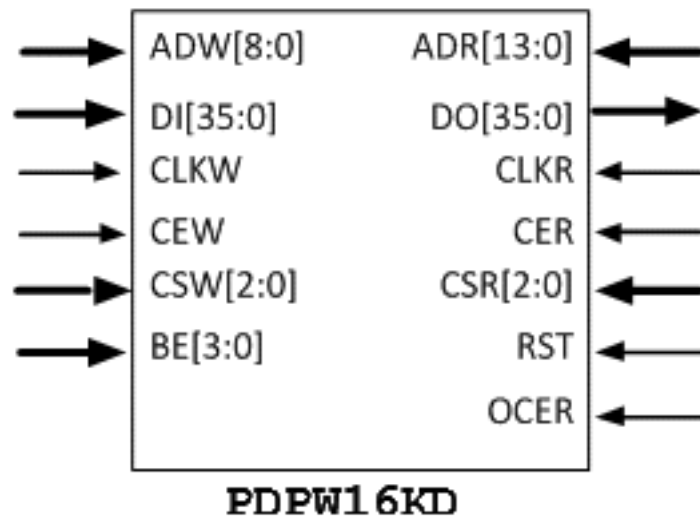 ADW[8:0] ADR[13:0]
DI[35:0] DO[35:0]
CLKW CLKR
CEW CER
CSW[2:0] CSR[2:0]
BE[3:0] RST
OCER
PDPW16KD